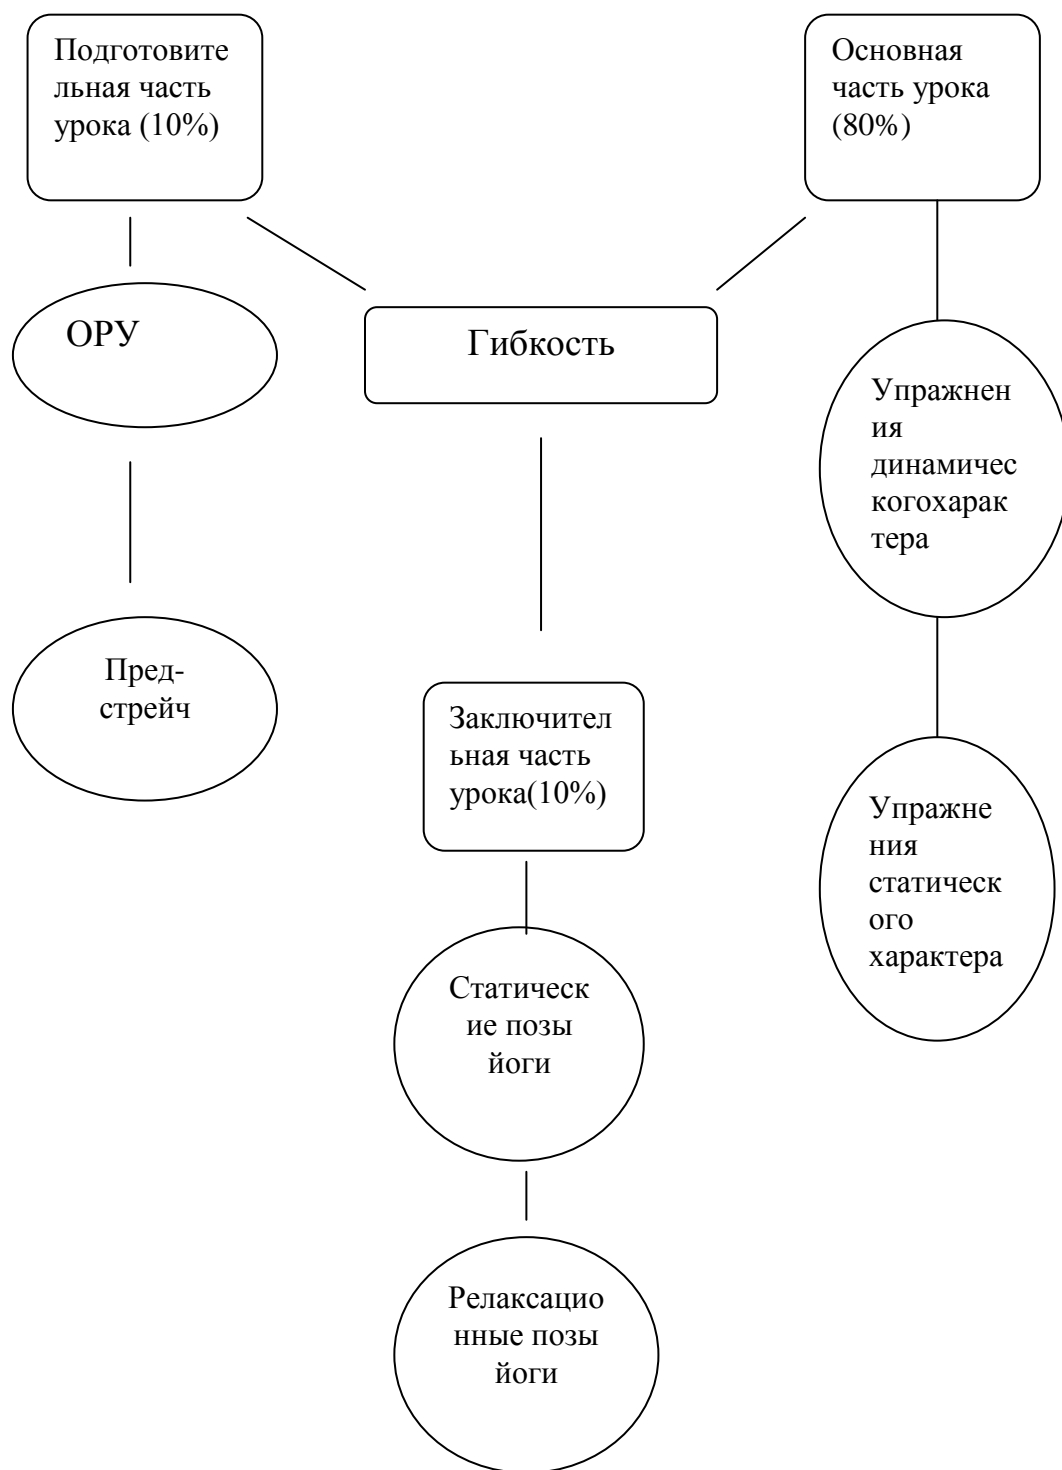 Подготовите
льная часть
урока (10%)
Основная
часть урока
(80%)
ОРУ
Гибкость
Упражнен
ия
динамичес
когохарак
тера
Пред-
стрейч
Заключител
ьная часть
урока(10%)
Упражне
ния
статическ
ого
характера
Статическ
ие позы
йоги
Релаксацио
нные позы
йоги